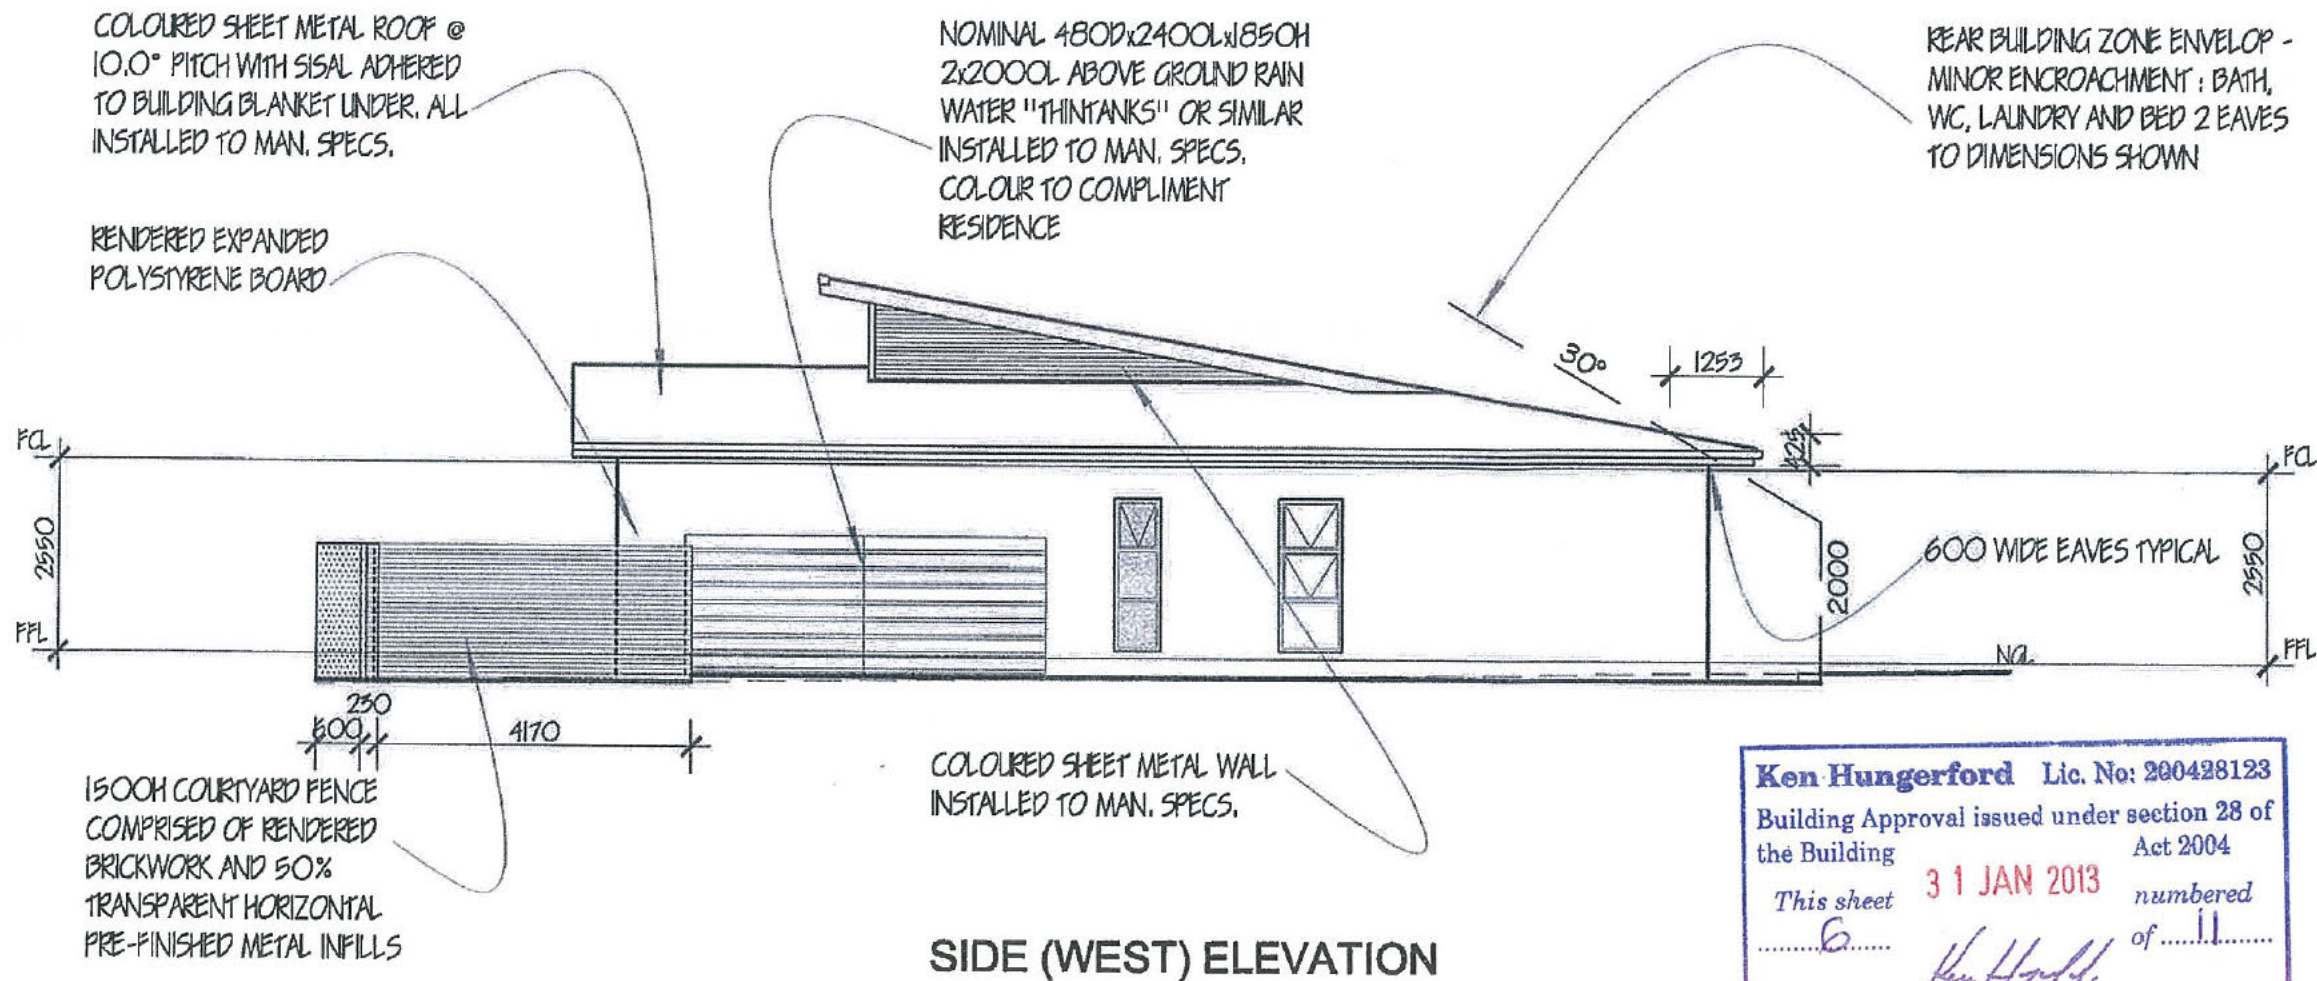 COLOURED SHEET METAL ROOF @
10.0° PITCH WITH SISAL ADHERED
TO BUILDING BLANKET UNDER. ALL
INSTALLED TO MAN. SPECS.
NOMINAL 480Dx2400Lx1850H
2x2000L ABOVE GROUND RAIN
WATER "THINTANKS" OR SIMILAR
INSTALLED TO MAN. SPECS.
COLOUR TO COMPLIMENT
RESIDENCE
REAR BUILDING ZONE ENVELOP -
MINOR ENCROACHMENT : BATH,
WC, LAUNDRY AND BED 2 EAVES
TO DIMENSIONS SHOWN
RENDERED EXPANDED
POLYSTYRENE BOARD
30°
1253
425
FCL
FCL
2550
2000
600 WIDE EAVES TYPICAL
2550
FFL
NGL
FFL
230
600
4170
1500H COURTYARD FENCE
COMPRISED OF RENDERED
BRICKWORK AND 50%
TRANSPARENT HORIZONTAL
PRE-FINISHED METAL INFILLS
COLOURED SHEET METAL WALL
INSTALLED TO MAN. SPECS.
SIDE (WEST) ELEVATION
Ken Hungerford Lic. No: 200428123
Building Approval issued under section 28 of
the Building Act 2004
31 JAN 2013
This sheet numbered
6 of 11